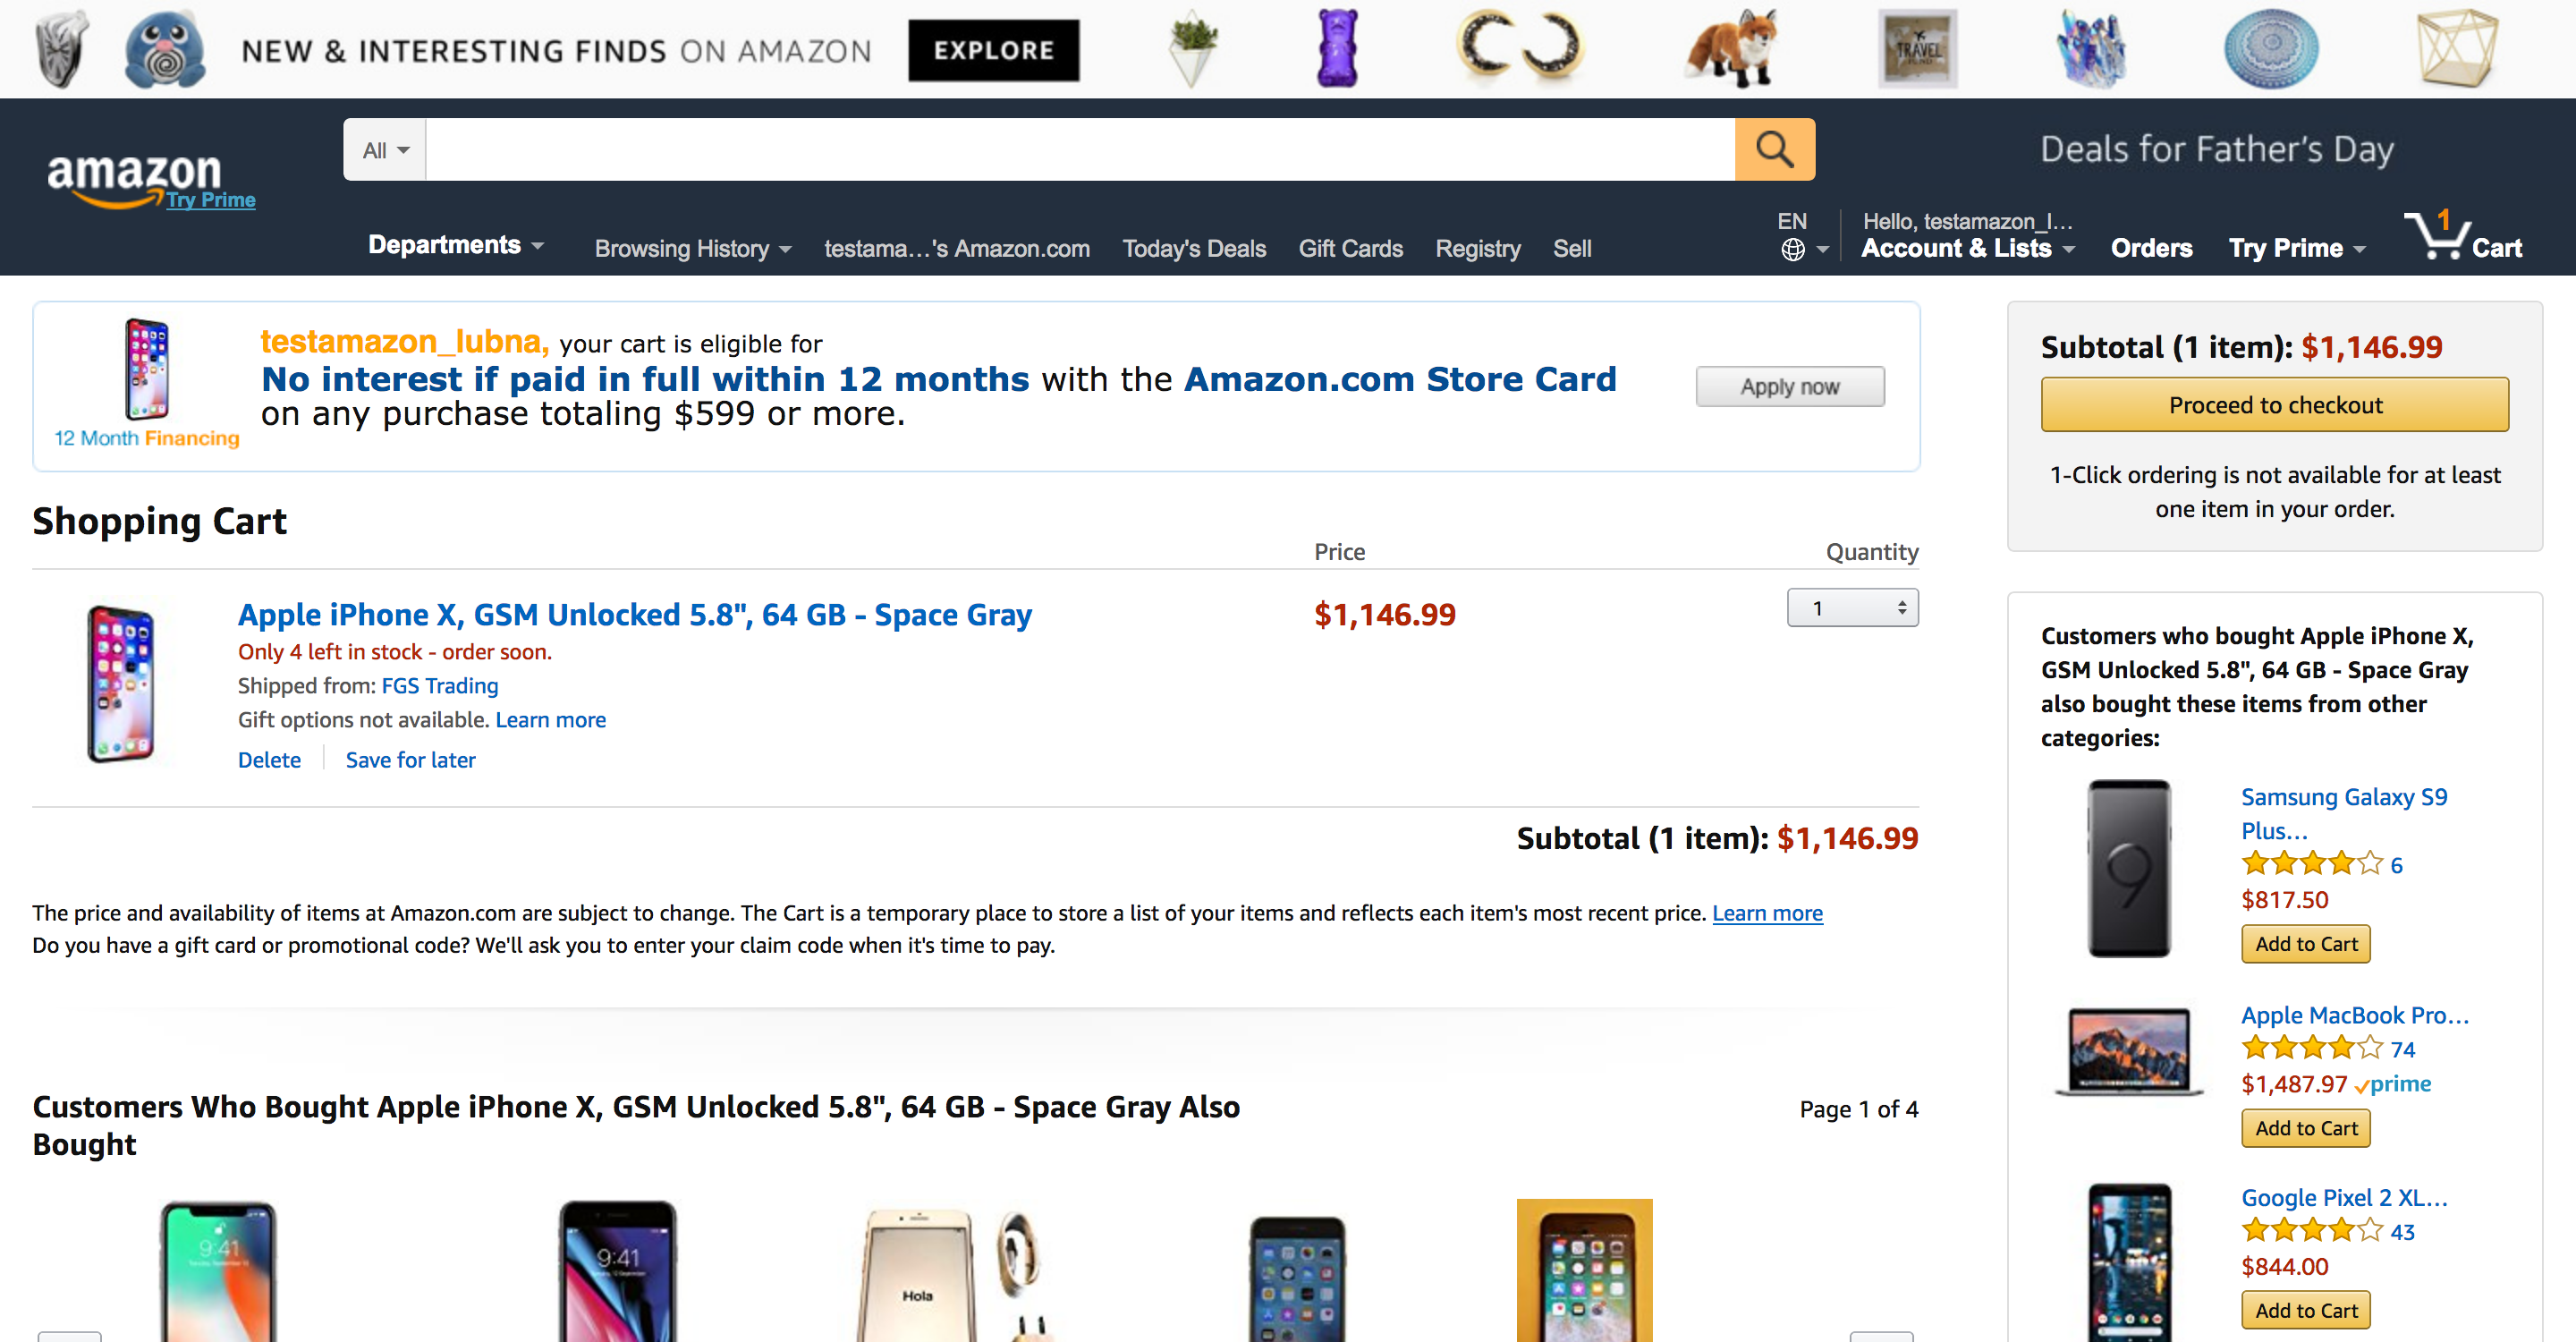 NEW & INTERESTING FINDS ON AMAZON
EXPLORE
TRAVEL
amazon
Try Prime
All
Deals for Father's Day
Departments
Browsing History
testama...'s Amazon.com
Today's Deals
Gift Cards
Registry
Sell
EN
Hello, testamazon_l...
Account & Lists
Orders
Try Prime
1
Cart
12 Month Financing
testamazon_lubna, your cart is eligible for
No interest if paid in full within 12 months with the Amazon.com Store Card
on any purchase totaling $599 or more.
Apply now
Subtotal (1 item): $1,146.99
Proceed to checkout
1-Click ordering is not available for at least
one item in your order.
Shopping Cart
Price
Quantity
Apple iPhone X, GSM Unlocked 5.8", 64 GB - Space Gray
$1,146.99
1
Only 4 left in stock - order soon.
Shipped from: FGS Trading
Gift options not available. Learn more
Delete
Save for later
Subtotal (1 item): $1,146.99
The price and availability of items at Amazon.com are subject to change. The Cart is a temporary place to store a list of your items and reflects each item's most recent price. Learn more
Do you have a gift card or promotional code? We'll ask you to enter your claim code when it's time to pay.
Customers Who Bought Apple iPhone X, GSM Unlocked 5.8", 64 GB - Space Gray Also
Bought
Page 1 of 4
9:41
9:41
Hola
Customers who bought Apple iPhone X,
GSM Unlocked 5.8", 64 GB - Space Gray
also bought these items from other
categories:
9
Samsung Galaxy S9
Plus...
6
$817.50
Add to Cart
Apple MacBook Pro...
74
$1,487.97 prime
Add to Cart
Google Pixel 2 XL...
43
$844.00
Add to Cart